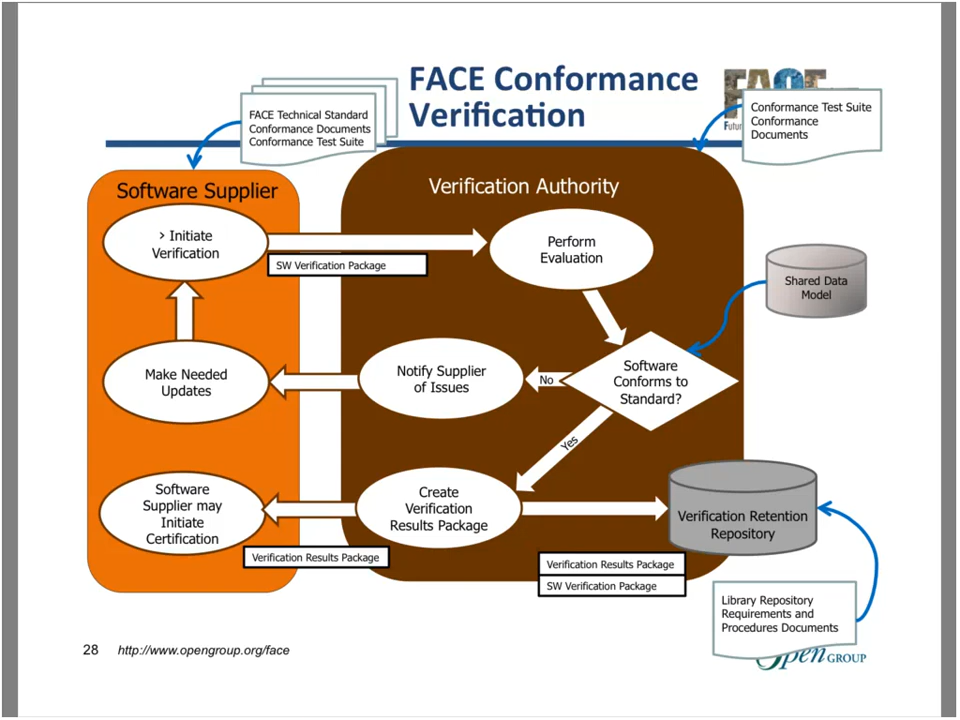 FACE Conformance
Verification
FACE Technical Standard
Conformance Documents
Conformance Test Suite
Conformance Test Suite
Conformance
Documents
Software Supplier
Verification Authority
> Initiate
Verification
SW Verification Package
Perform
Evaluation
Shared Data
Model
Make Needed
Updates
Notify Supplier
of Issues
No
Software
Conforms to
Standard?
Yes
Software
Supplier may
Initiate
Certification
Create
Verification
Results Package
Verification Retention
Repository
Verification Results Package
Verification Results Package
SW Verification Package
Library Repository
Requirements and
Procedures Documents
28 http://www.opengroup.org/face
GROUP